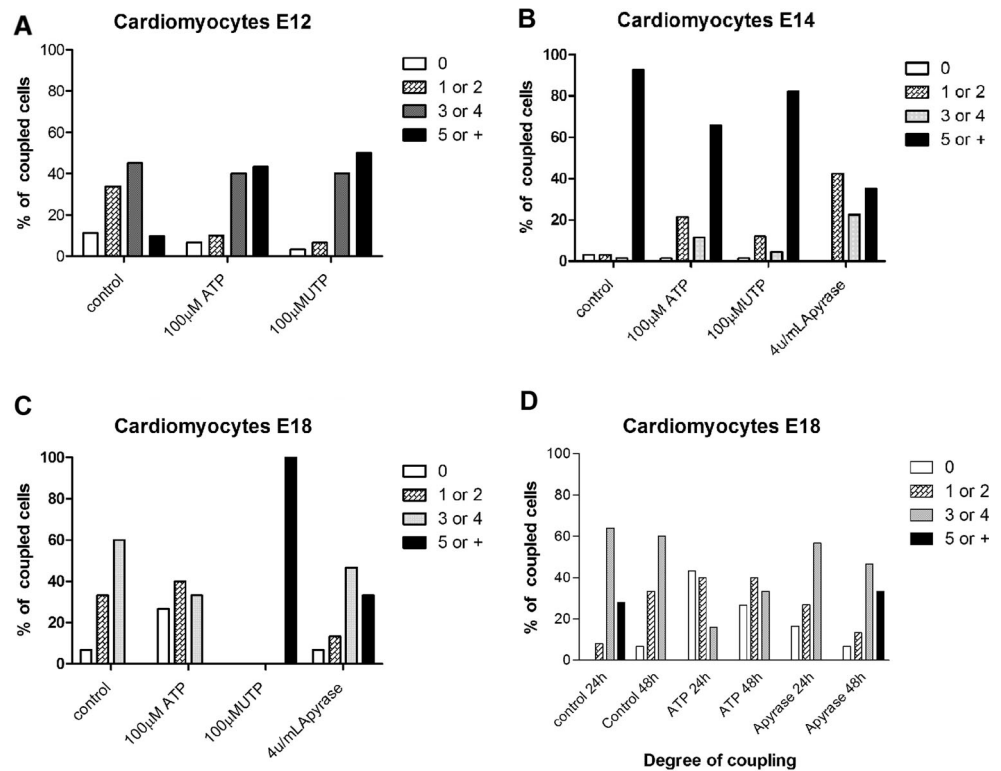 A
Cardiomyocytes E12
% of coupled cells
100
80
60
40
20
0
control
100µM ATP
100µMUTP
0
1 or 2
3 or 4
5 or +
B
Cardiomyocytes E14
% of coupled cells
100
80
60
40
20
0
control
100µM ATP
100µMUTP
4u/mLApyrase
0
1 or 2
3 or 4
5 or +
C
Cardiomyocytes E18
% of coupled cells
100
80
60
40
20
0
control
100µM ATP
100µMUTP
4u/mLApyrase
0
1 or 2
3 or 4
5 or +
D
Cardiomyocytes E18
% of coupled cells
100
80
60
40
20
0
control 24h
Control 48h
ATP 24h
ATP 48h
Apyrase 24h
Apyrase 48h
Degree of coupling
0
1 or 2
3 or 4
5 or +